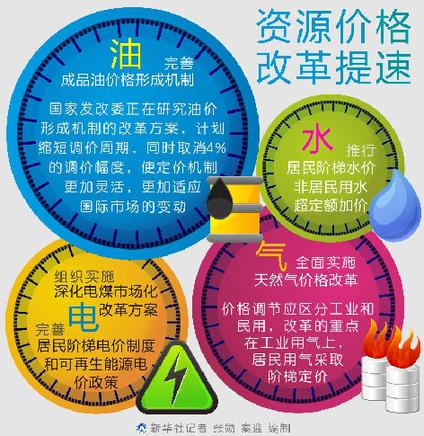 资源价格
改革提速
油 完善
成品油价格形成机制
国家发改委正在研究油价
形成机制的改革方案，计划
缩短调价周期，同时取消4%
的调价幅度，使定价机制
更加灵活，更加适应
国际市场的变动
水 推行
居民阶梯水价
非居民用水
超定额加价
气 全面实施
天然气价格改革
价格调节应区分工业和
民用，改革的重点
在工业用气上，
居民用气采取
阶梯定价
组织实施
深化电煤市场化
电 改革方案
完善
居民阶梯电价制度
和可再生能源电
价政策
新华社记者 张勋 秦迎 编制